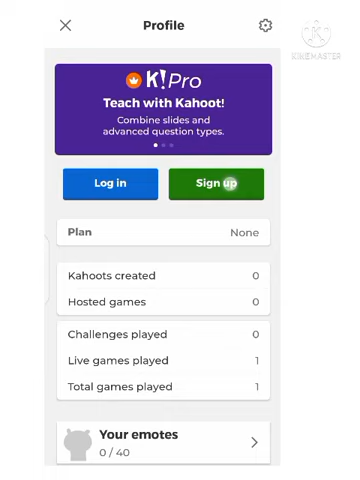 Profile
KINEMASTER
K!Pro
Teach with Kahoot!
Combine slides and
advanced question types.
Log in
Sign up
Plan
None
Kahoots created
0
Hosted games
0
Challenges played
0
Live games played
1
Total games played
1
Your emotes
0 / 40